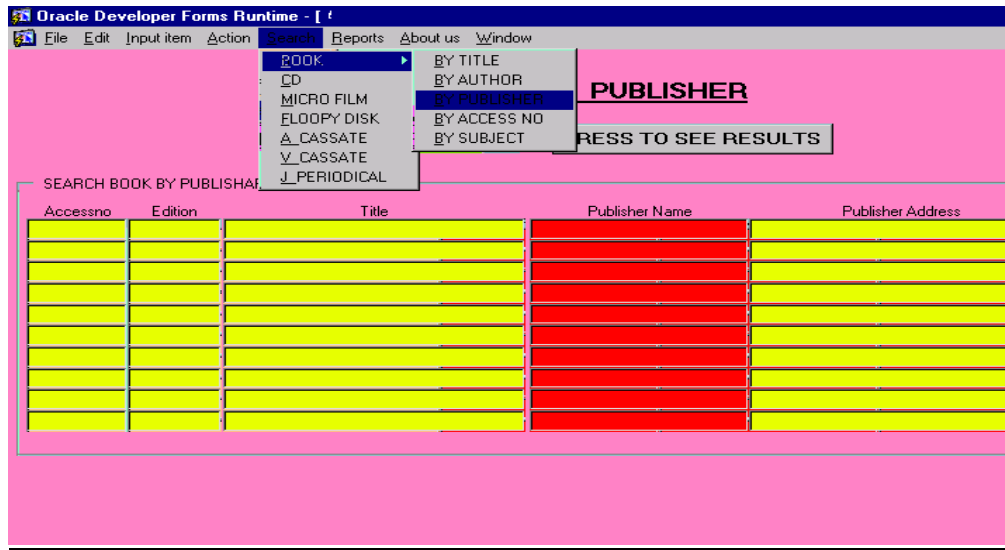 Oracle Developer Forms Runtime - [
File Edit Input item Action Search Reports About us Window
BOOK
CD
MICRO FILM
FLOOPY DISK
A_CASSATE
V_CASSATE
J_PERIODICAL
BY TITLE
BY AUTHOR
BY PUBLISHER
BY ACCESS NO
BY SUBJECT
PUBLISHER
RESS TO SEE RESULTS
SEARCH BOOK BY PUBLISHA
Accessno Edition Title Publisher Name Publisher Address